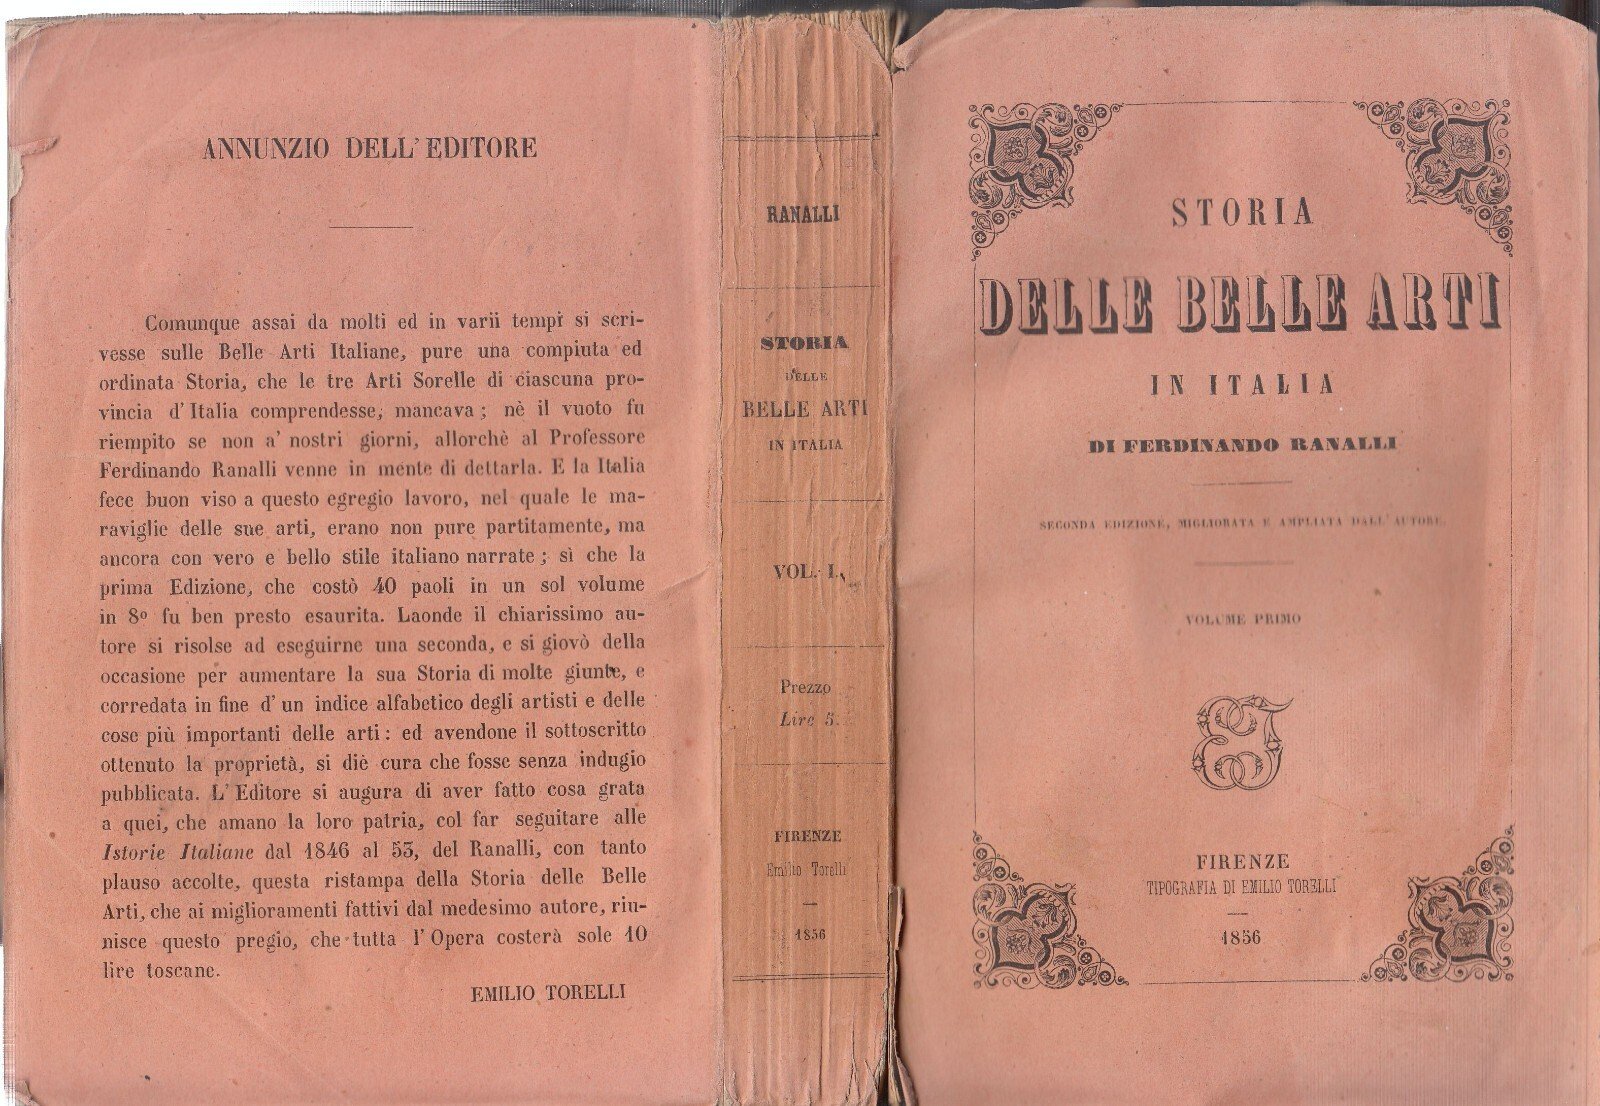 ANNUNZIO DELL'EDITORE
Comunque assai da molti ed in varii tempi si scri-
vesse sulle Belle Arti Italiane, pure una compiuta ed
ordinata Storia, che le tre Arti Sorelle di ciascuna pro-
vincia d'Italia comprendesse, mancava; nè il vuoto fu
riempito se non a' nostri giorni, allorchè al Professore
Ferdinando Ranalli venne in mente di dettarla. E la Italia
fece buon viso a questo egregio lavoro, nel quale le ma-
raviglie delle sue arti, erano non pure partitamente, ma
ancora con vero e bello stile italiano narrate; sì che la
prima Edizione, che costò 40 paoli in un sol volume
in 8º fu ben presto esaurita. Laonde il chiarissimo au-
tore si risolse ad eseguirne una seconda, e si giovò della
occasione per aumentare la sua Storia di molte giunte, e
corredata in fine d'un indice alfabetico degli artisti e delle
cose più importanti delle arti: ed avendone il sottoscritto
ottenuto la proprietà, si diè cura che fosse senza indugio
pubblicata. L'Editore si augura di aver fatto cosa grata
a quei, che amano la loro patria, col far seguitare alle
Istorie Italiane dal 1846 al 53, del Ranalli, con tanto
plauso accolte, questa ristampa della Storia delle Belle
Arti, che ai miglioramenti fattivi dal medesimo autore, riu-
nisce questo pregio, che tutta l'Opera costerà sole 10
lire toscane.
EMILIO TORELLI
RANALLI
STORIA
DELLE
BELLE ARTI
IN ITALIA
VOL. I.
Prezzo
Lire 5.
FIRENZE
Emilio Torelli
1856
STORIA
DELLE BELLE ARTI
IN ITALIA
DI FERDINANDO RANALLI
SECONDA EDIZIONE, MIGLIORATA E AMPLIATA DALL'AUTORE
VOLUME PRIMO
ET
FIRENZE
TIPOGRAFIA DI EMILIO TORELLI
1856